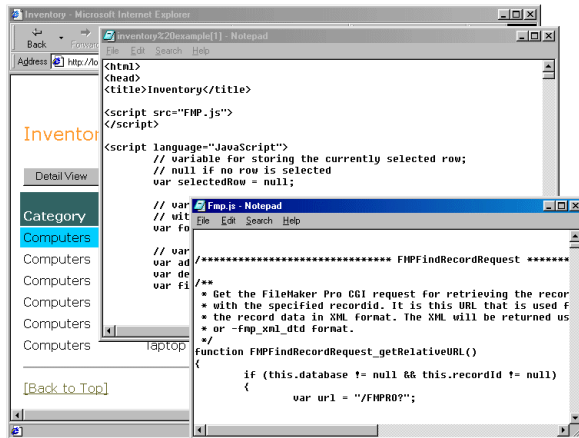 Inventory - Microsoft Internet Explorer
Back
Forward
Address http://lo
Inventor
Detail View
Category
Computers
Computers
Computers
Computers
Computers
Computers laptop
[Back to Top]
inventory%20example[1] - Notepad
File Edit Search Help
<html>
<head>
<title>Inventory</title>
<script src="FMP.js">
</script>
<script language="JavaScript">
// variable for storing the currently selected row;
// null if no row is selected
var selectedRow = null;
// var
// wit
var fo
// var
var ad
var de
var fi
Fmp.js - Notepad
File Edit Search Help
/****************************** FMPFindRecordRequest *******
/**
* Get the FileMaker Pro CGI request for retrieving the recor
* with the specified recordid. It is this URL that is used f
* the record data in XML format. The XML will be returned us
* or -fmp_xml_dtd format.
*/
function FMPFindRecordRequest_getRelativeURL()
{
if (this.database != null && this.recordId != null)
{
var url = "/FMPRO?";